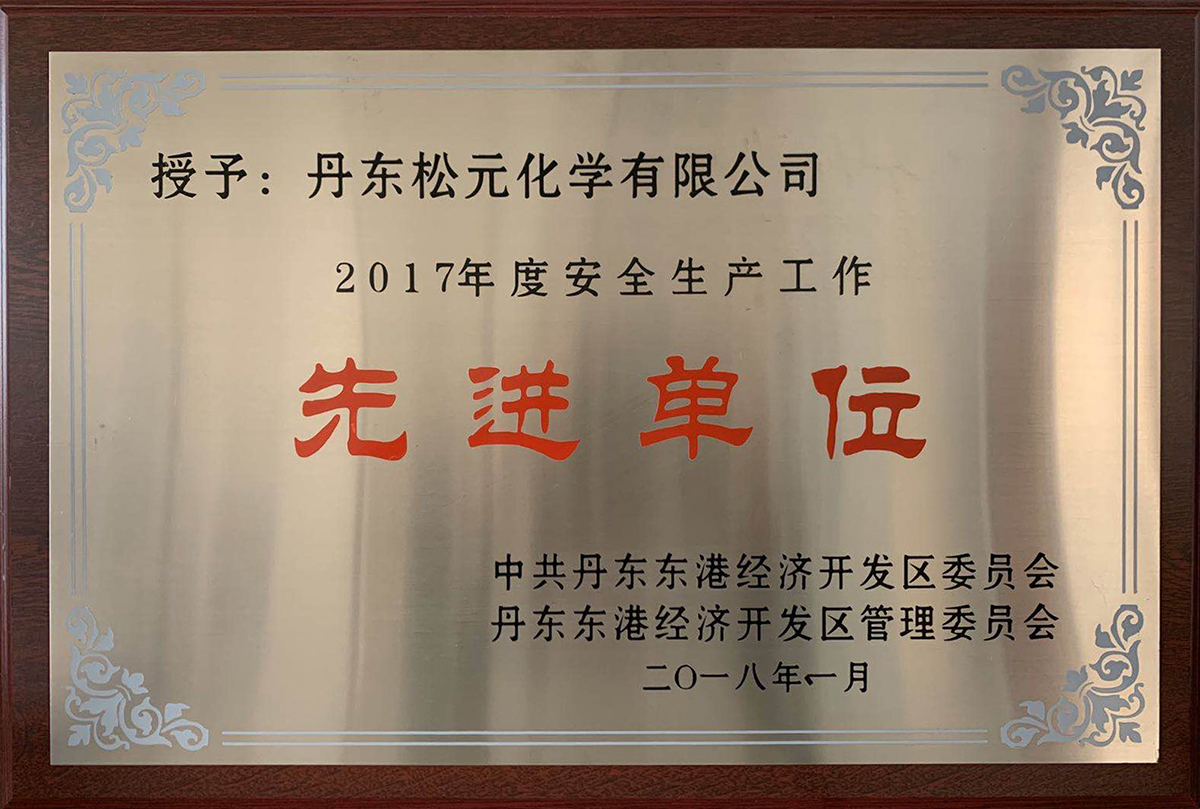 授予：丹东松元化学有限公司
2017年度安全生产工作
先进单位
中共丹东东港经济开发区委员会
丹东东港经济开发区管理委员会
二〇一八年一月